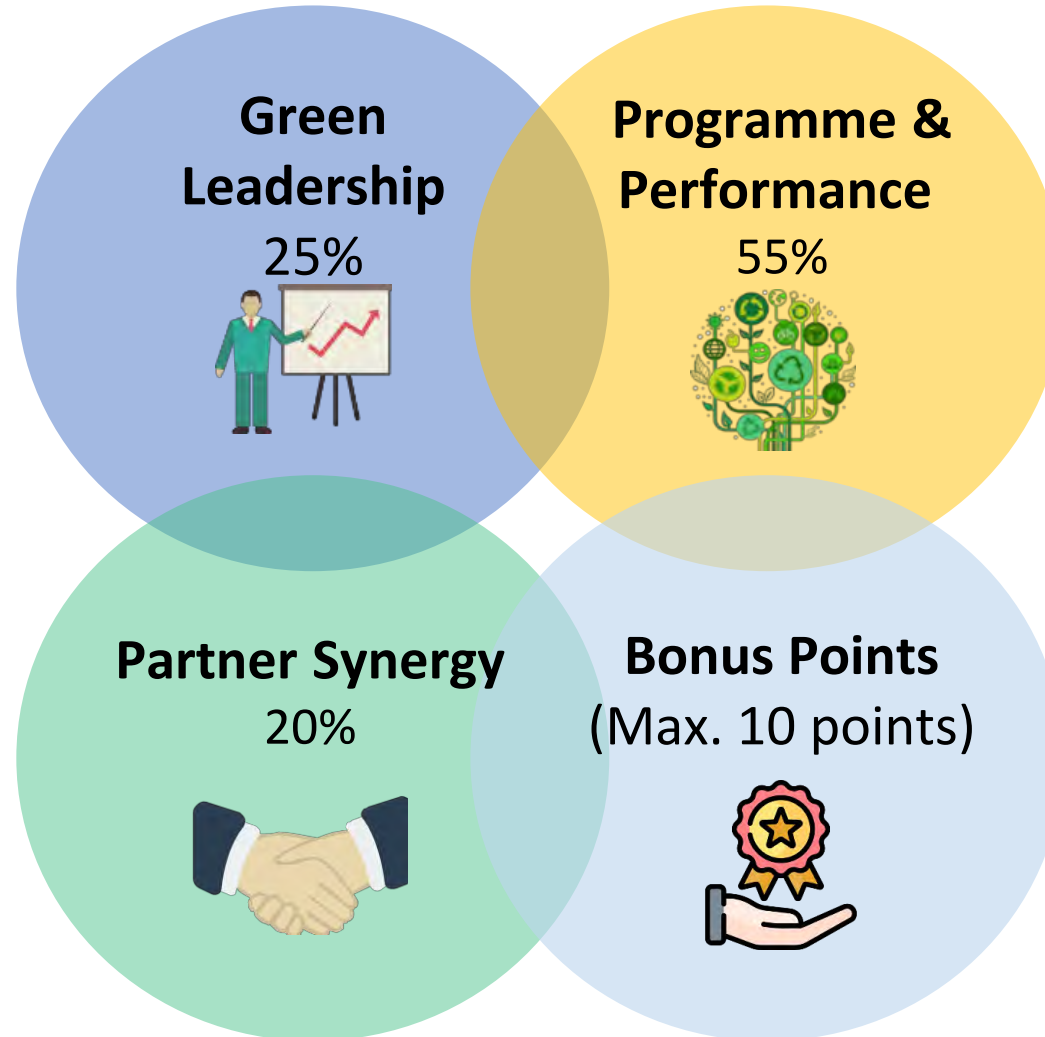 Green
Leadership
25%
Programme &
Performance
55%
Partner Synergy
20%
Bonus Points
(Max. 10 points)